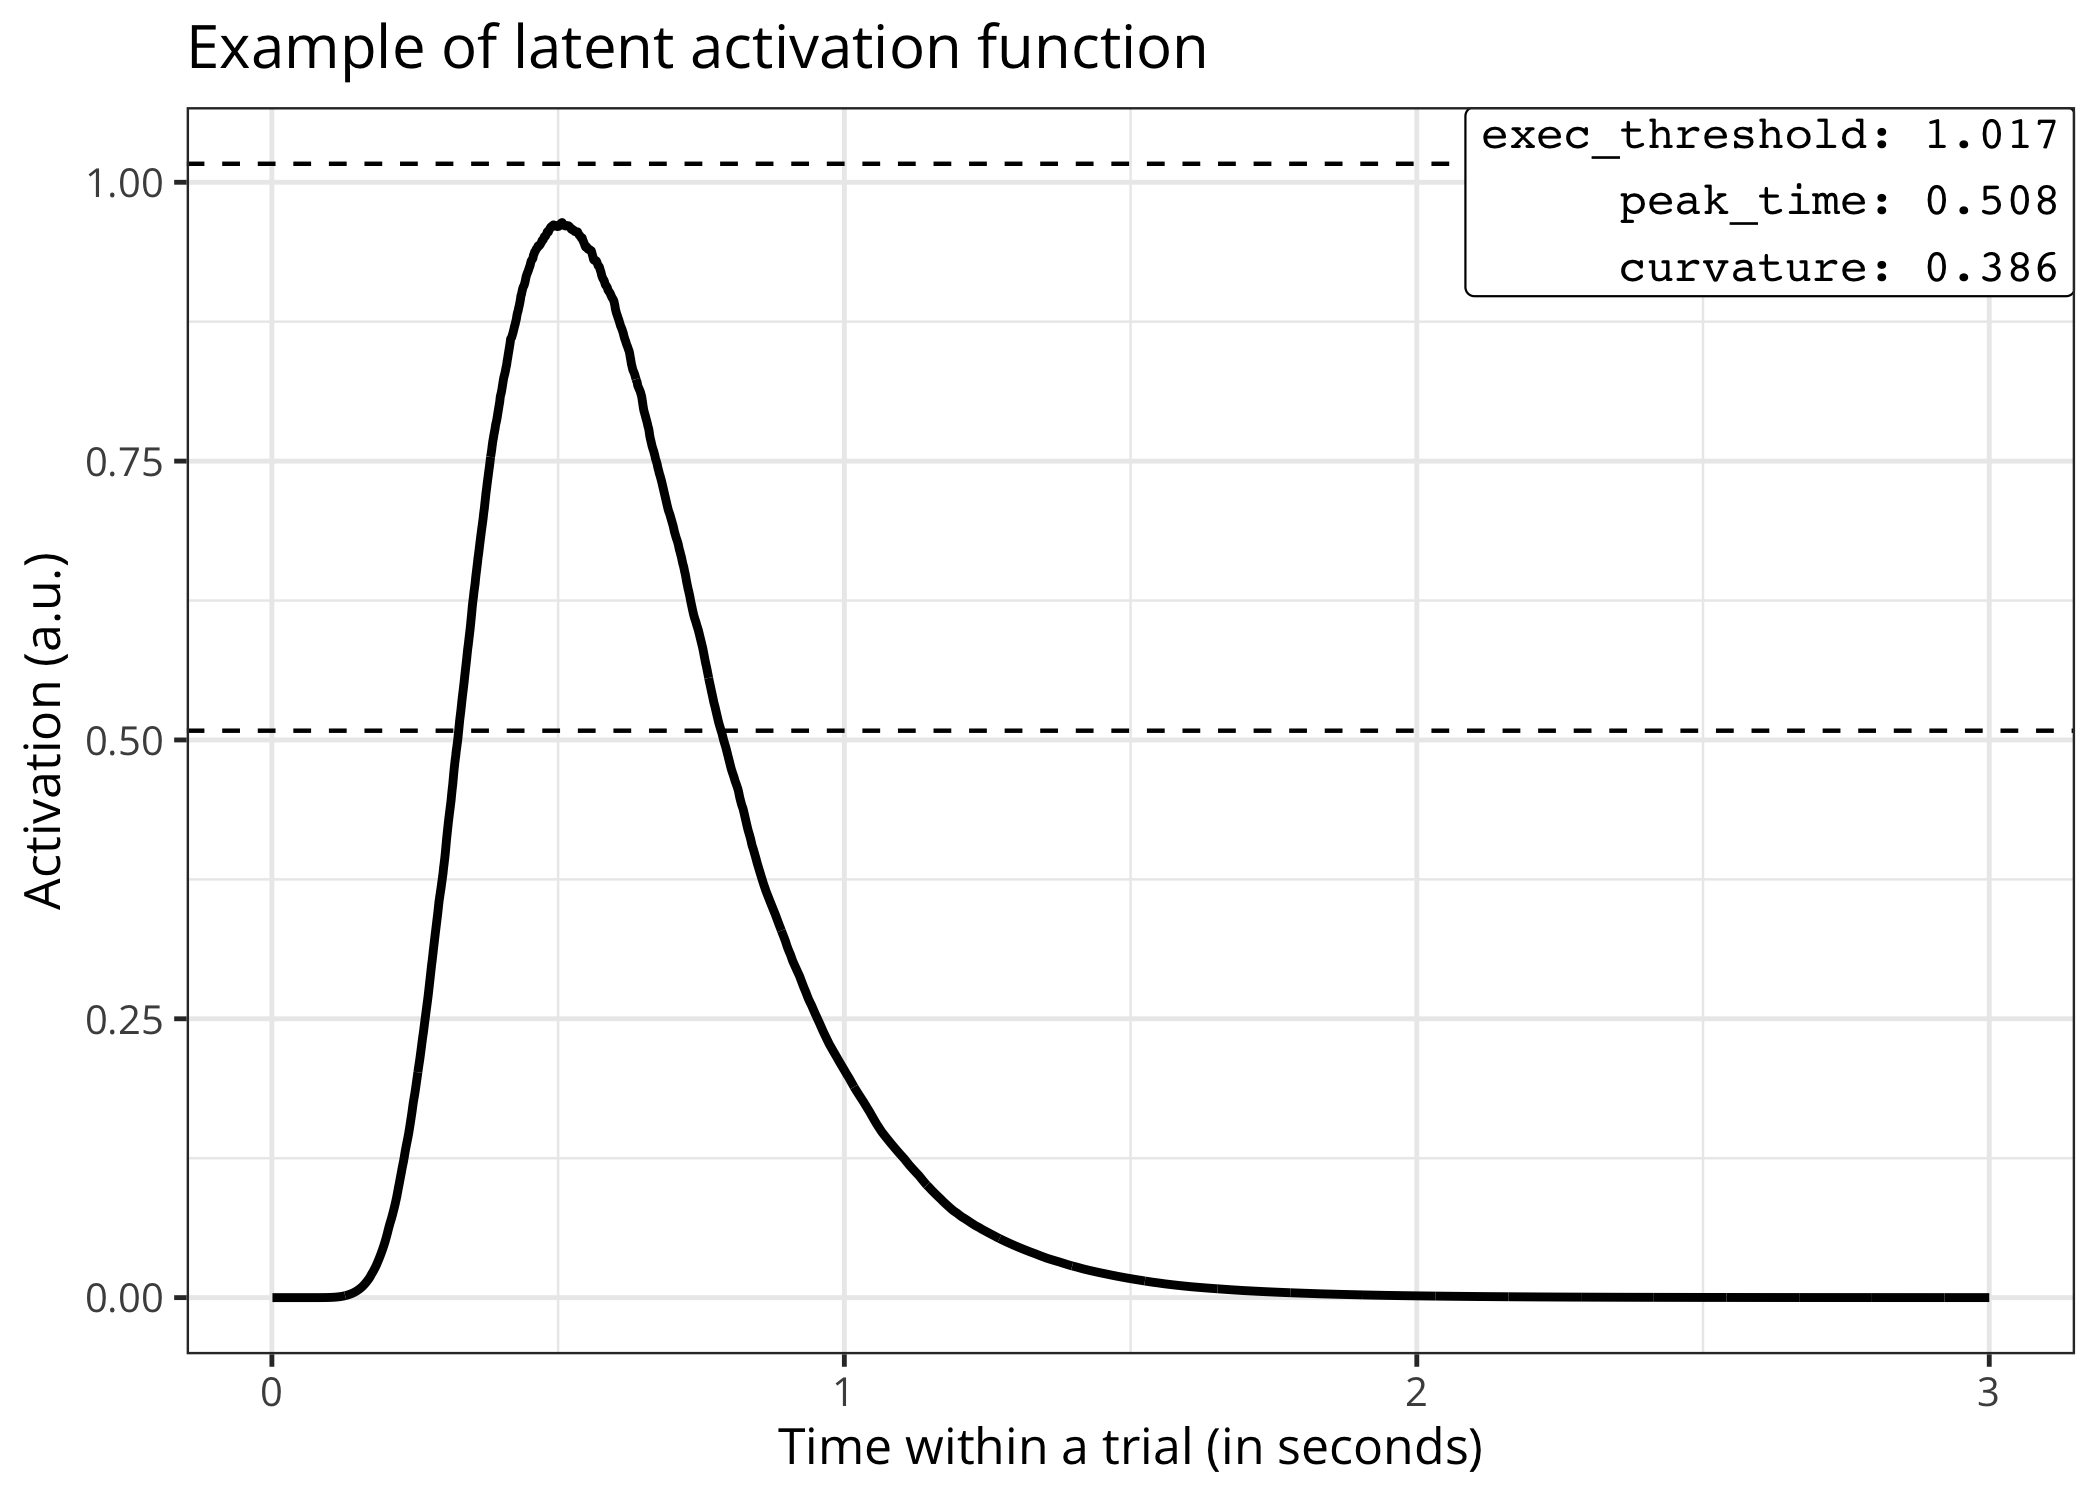 Example of latent activation function
exec_threshold: 1.017
peak_time: 0.508
curvature: 0.386
1.00
0.75
0.50
0.25
0.00
Activation (a.u.)
0 1 2 3
Time within a trial (in seconds)